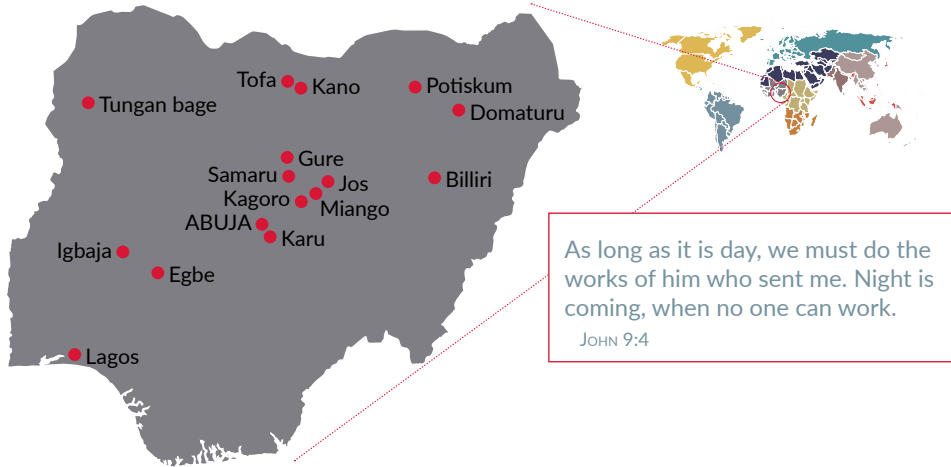 Tofa
Kano
Potiskum
Tungan bage
Domaturu
Gure
Samaru
Jos
Billiri
Kagoro
Miango
ABUJA
Karu
Igbaja
Egbe
Lagos
As long as it is day, we must do the
works of him who sent me. Night is
coming, when no one can work.
John 9:4